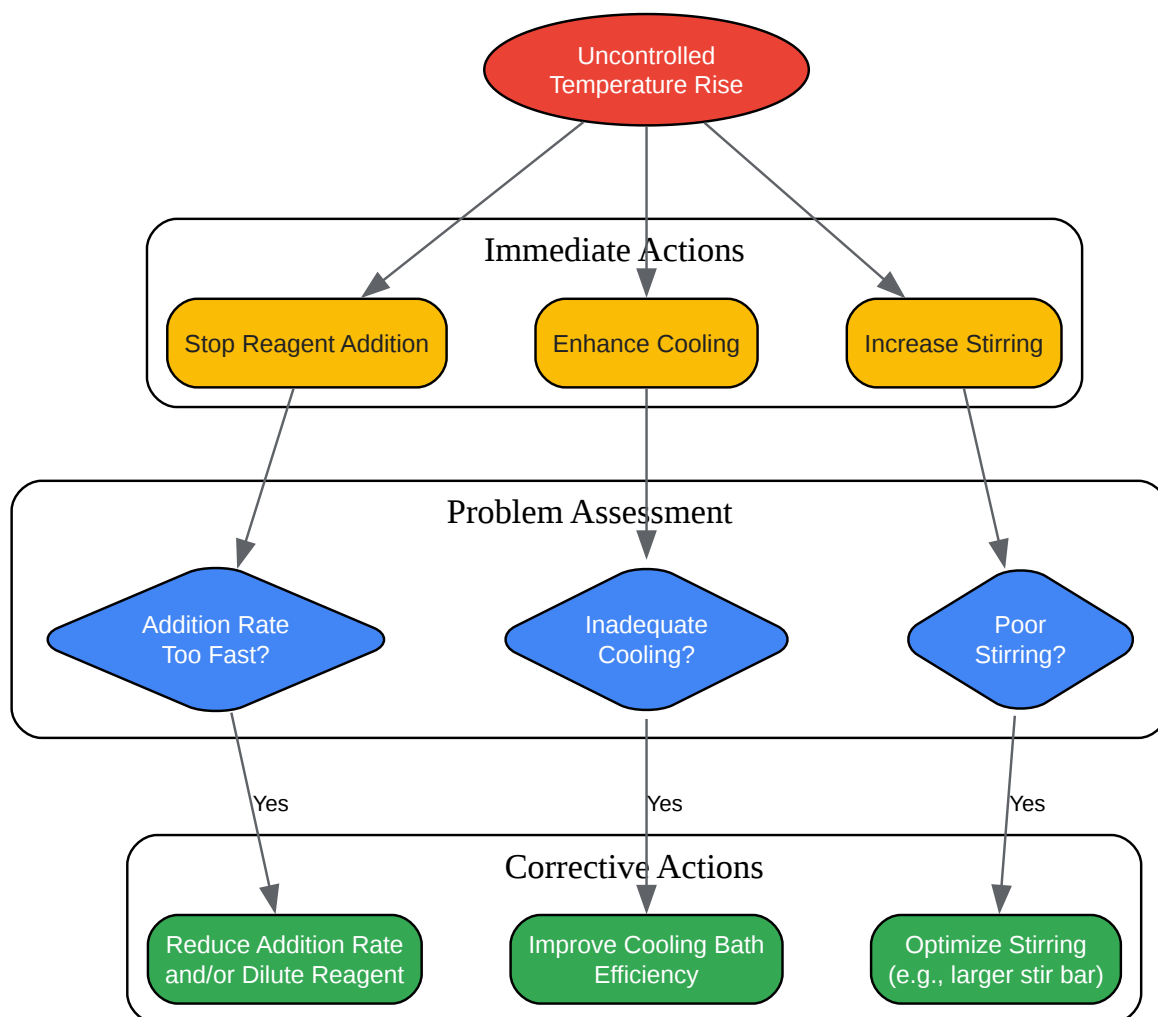 Uncontrolled
Temperature Rise
Immediate Actions
Stop Reagent Addition
Enhance Cooling
Increase Stirring
Problem Assessment
Addition Rate
Too Fast?
Inadequate
Cooling?
Poor
Stirring?
Yes
Yes
Yes
Corrective Actions
Reduce Addition Rate
and/or Dilute Reagent
Improve Cooling Bath
Efficiency
Optimize Stirring
(e.g., larger stir bar)